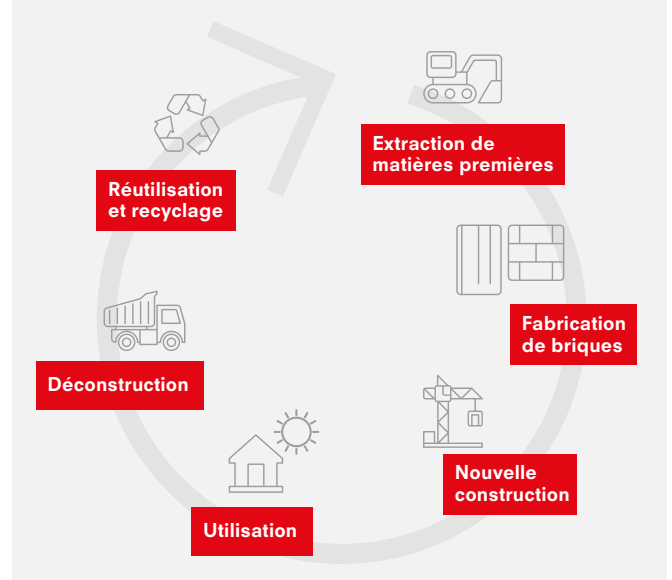 Extraction de
matières premières
Fabrication
de briques
Nouvelle
construction
Utilisation
Déconstruction
Réutilisation
et recyclage